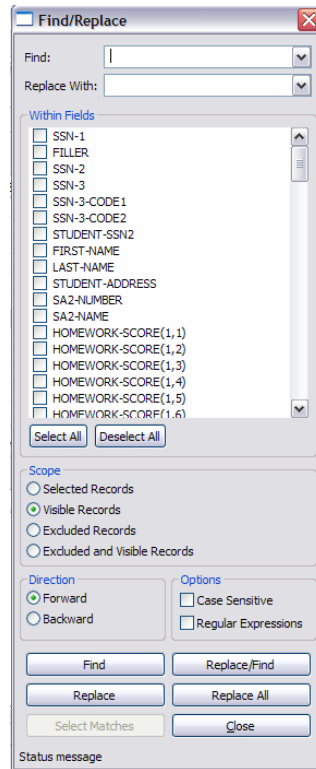 Find/Replace
Find:
Replace With:
Within Fields
SSN-1
FILLER
SSN-2
SSN-3
SSN-3-CODE1
SSN-3-CODE2
STUDENT-SSN2
FIRST-NAME
LAST-NAME
STUDENT-ADDRESS
SA2-NUMBER
SA2-NAME
HOMEWORK-SCORE(1,1)
HOMEWORK-SCORE(1,2)
HOMEWORK-SCORE(1,3)
HOMEWORK-SCORE(1,4)
HOMEWORK-SCORE(1,5)
HOMEWORK-SCORE(1,6)
Select All Deselect All
Scope
Selected Records
Visible Records
Excluded Records
Excluded and Visible Records
Direction Options
Forward Case Sensitive
Backward Regular Expressions
Find Replace/Find
Replace Replace All
Select Matches Close
Status message